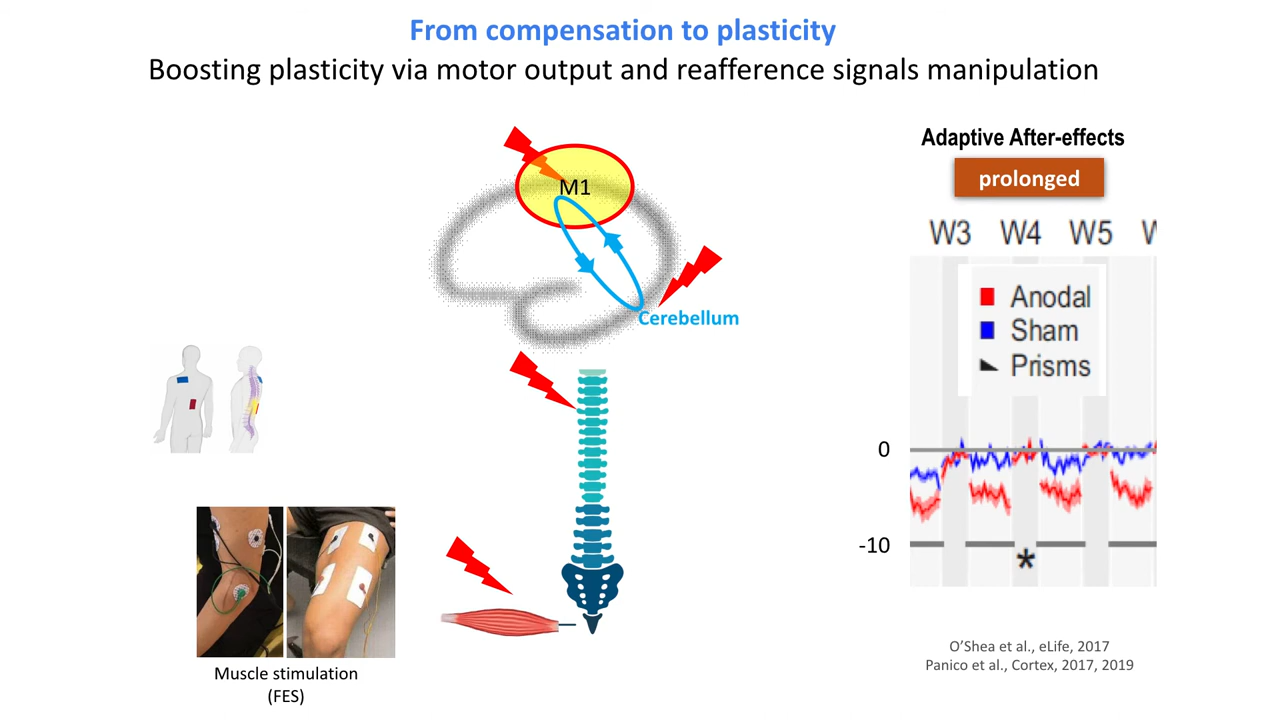 From compensation to plasticity
Boosting plasticity via motor output and reafference signals manipulation
M1
Cerebellum
Muscle stimulation
(FES)
Adaptive After-effects
prolonged
W3 W4 W5 W
Anodal
Sham
Prisms
0
-10
*
O'Shea et al., eLife, 2017
Panico et al., Cortex, 2017, 2019